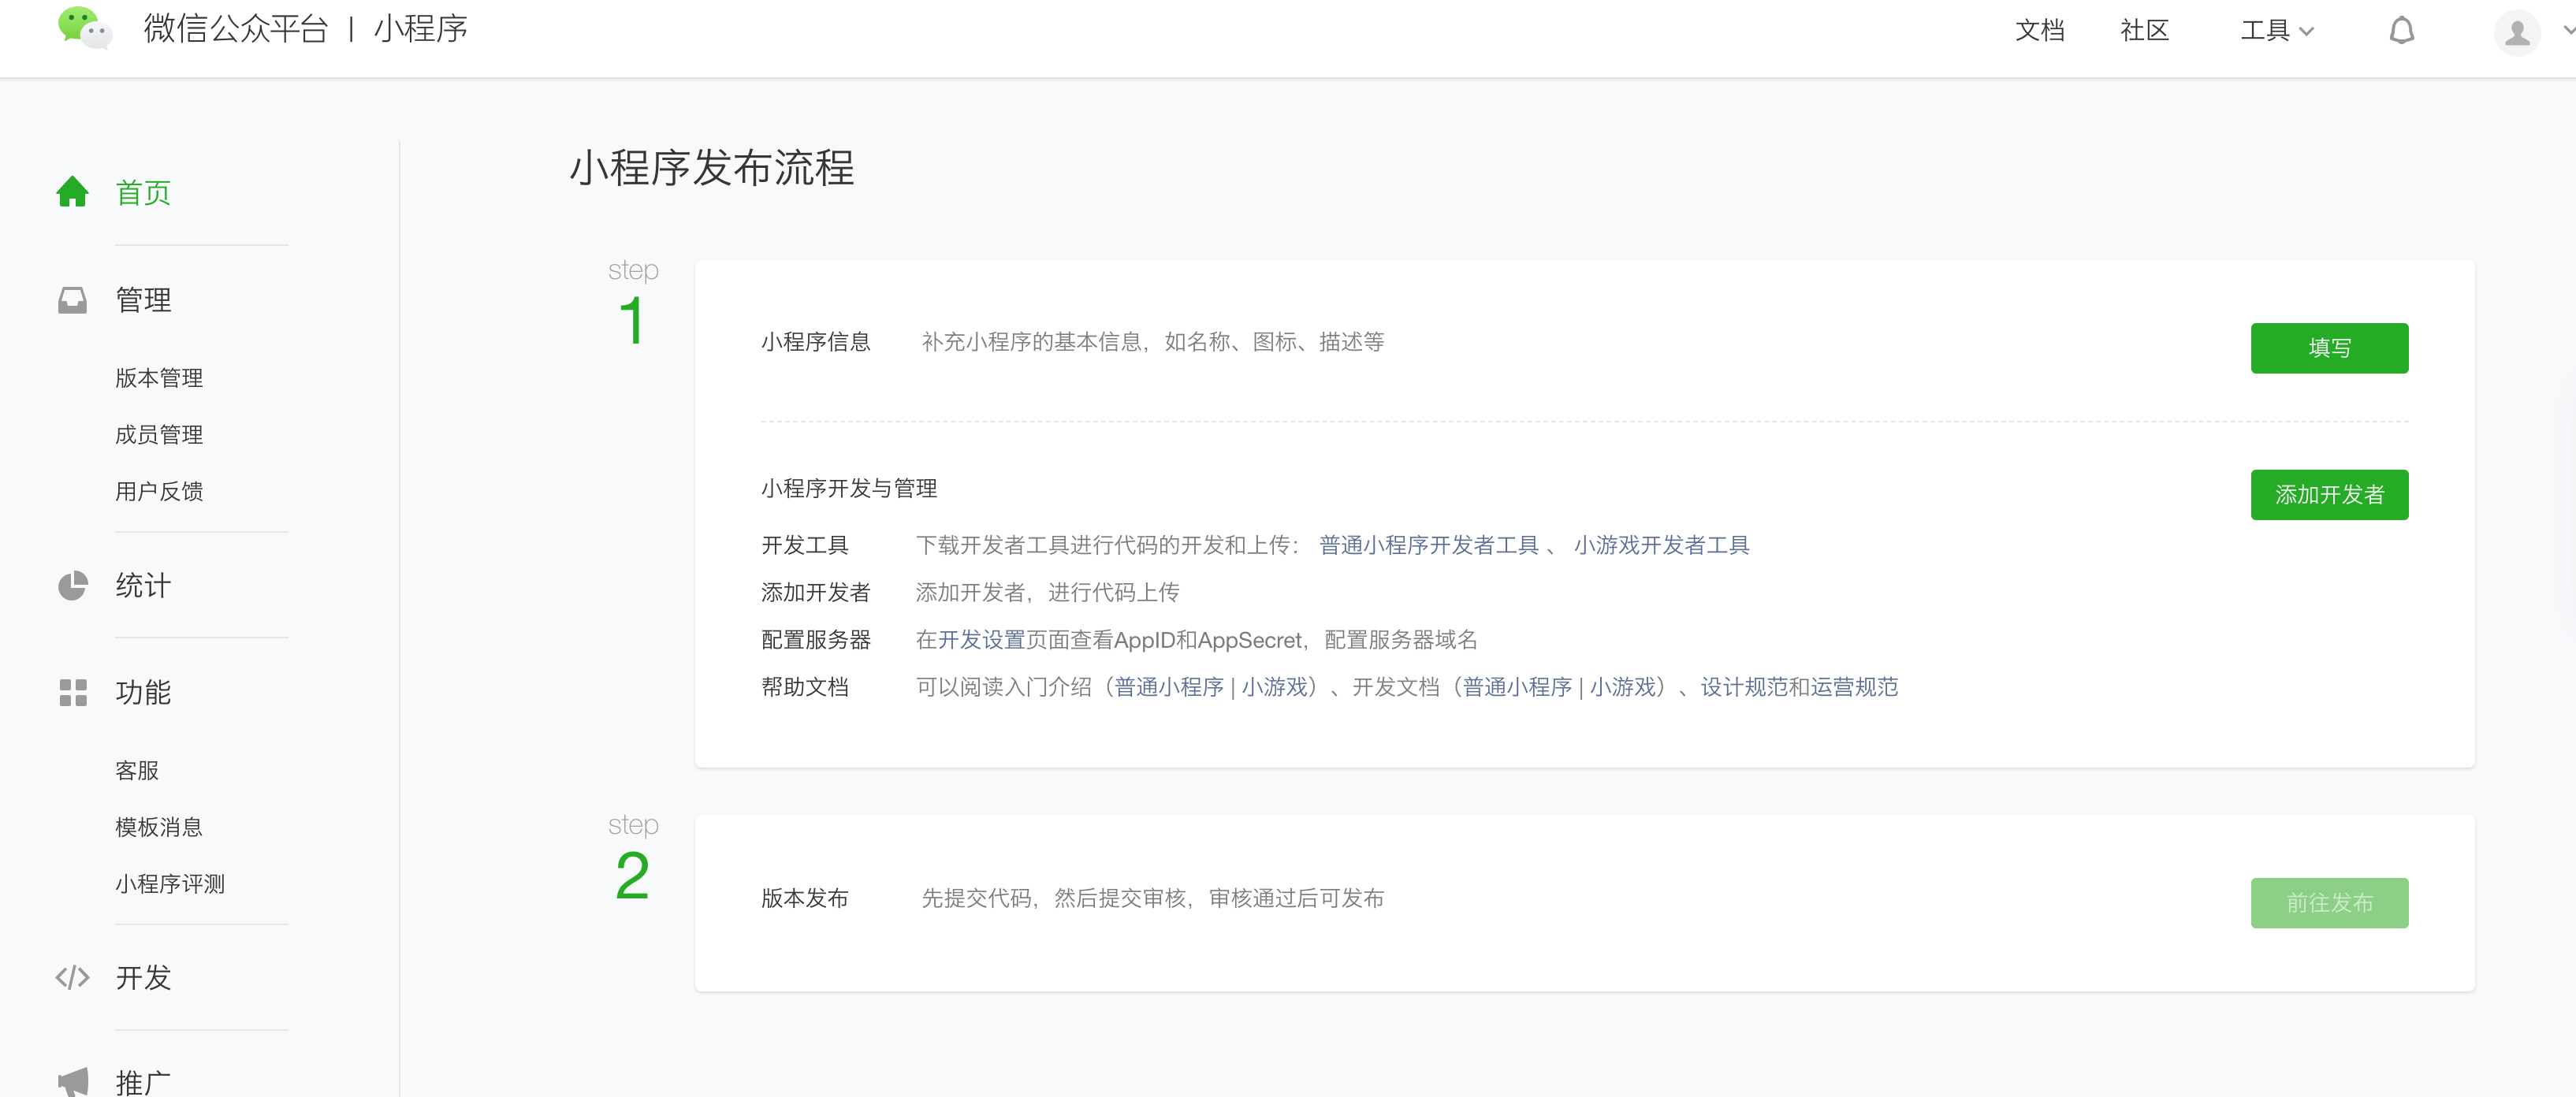 微信公众平台 | 小程序
文档 社区 工具
首页
管理
版本管理
成员管理
用户反馈
统计
功能
客服
模板消息
小程序评测
开发
推广
小程序发布流程
step
1
小程序信息 补充小程序的基本信息，如名称、图标、描述等 填写
小程序开发与管理 添加开发者
开发工具 下载开发者工具进行代码的开发和上传： 普通小程序开发者工具 、 小游戏开发者工具
添加开发者 添加开发者，进行代码上传
配置服务器 在开发设置页面查看AppID和AppSecret，配置服务器域名
帮助文档 可以阅读入门介绍（普通小程序 | 小游戏）、开发文档（普通小程序 | 小游戏）、设计规范和运营规范
step
2
版本发布 先提交代码，然后提交审核，审核通过后可发布 前往发布